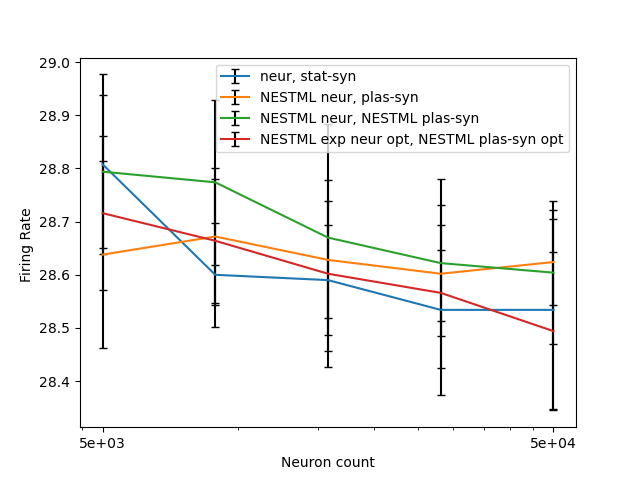 neur, stat-syn
NESTML neur, plas-syn
NESTML neur, NESTML plas-syn
NESTML exp neur opt, NESTML plas-syn opt
29.0
28.9
28.8
28.7
28.6
28.5
28.4
Firing Rate
5e+03
5e+04
Neuron count